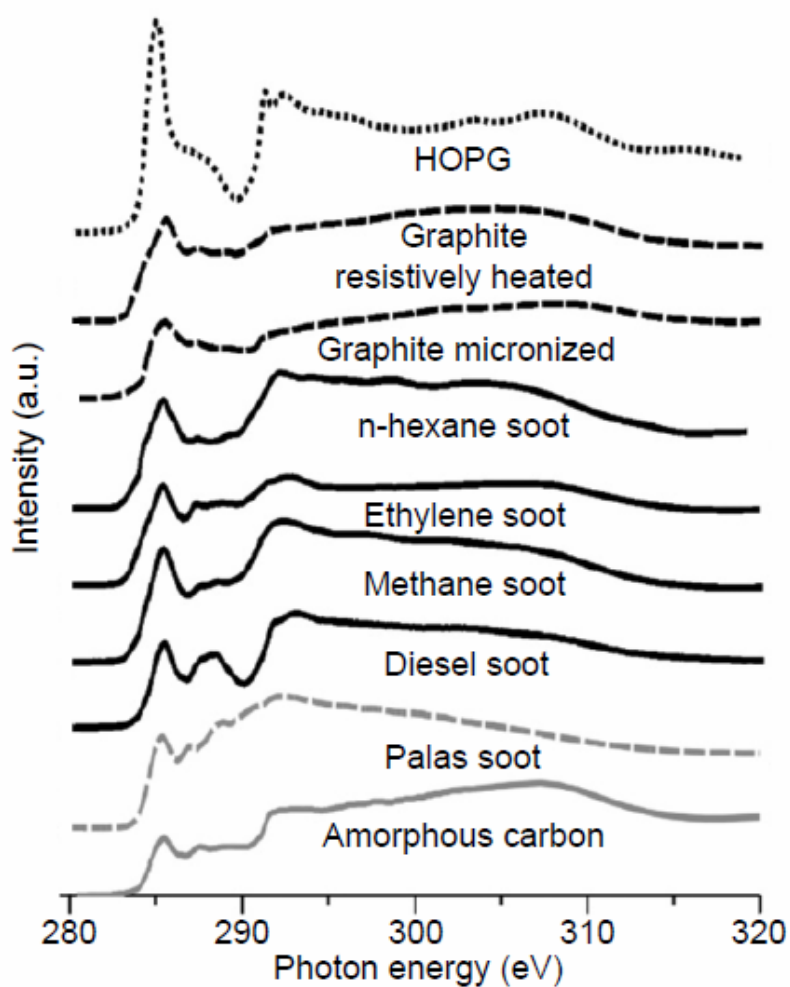 HOPG
Graphite
resistively heated
Graphite micronized
n-hexane soot
Ethylene soot
Methane soot
Diesel soot
Palas soot
Amorphous carbon
Intensity (a.u.)
280 290 300 310 320
Photon energy (eV)